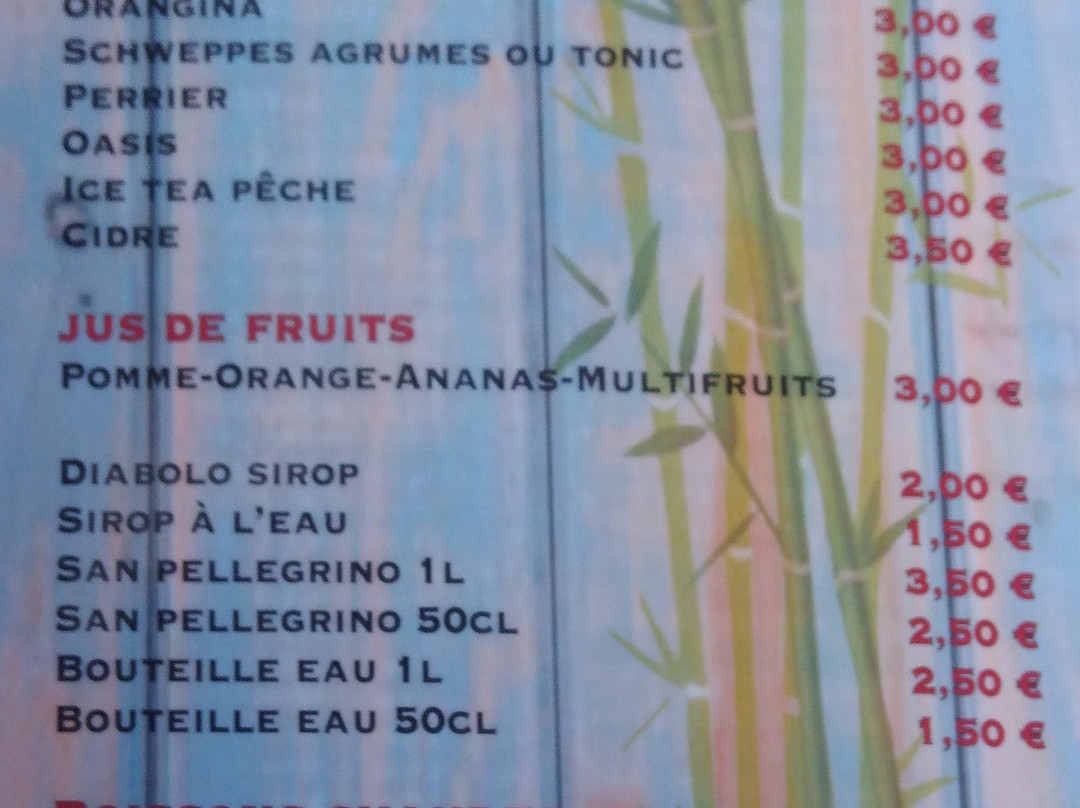 ORANGINA 3,00 €
SCHWEPPES AGRUMES OU TONIC 3,00 €
PERRIER 3,00 €
OASIS 3,00 €
ICE TEA PÊCHE 3,00 €
CIDRE 3,50 €
JUS DE FRUITS
POMME-ORANGE-ANANAS-MULTIFRUITS 3,00 €
DIABOLO SIROP 2,00 €
SIROP À L'EAU 1,50 €
SAN PELLEGRINO 1L 3,50 €
SAN PELLEGRINO 50CL 2,50 €
BOUTEILLE EAU 1L 2,50 €
BOUTEILLE EAU 50CL 1,50 €